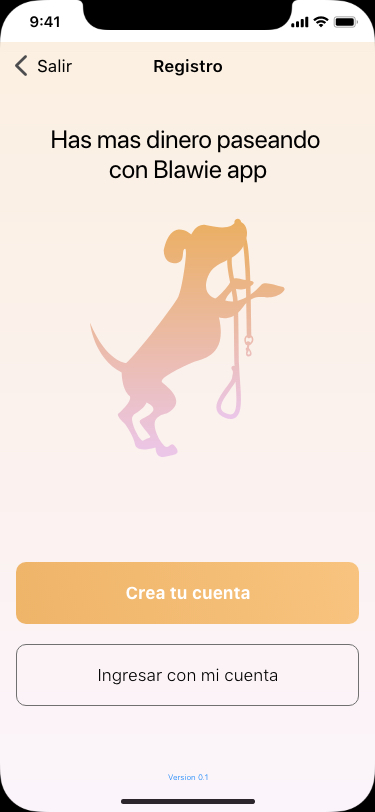 9:41
Salir
Registro
Has mas dinero paseando
con Blawie app
Crea tu cuenta
Ingresar con mi cuenta
Version 0.1